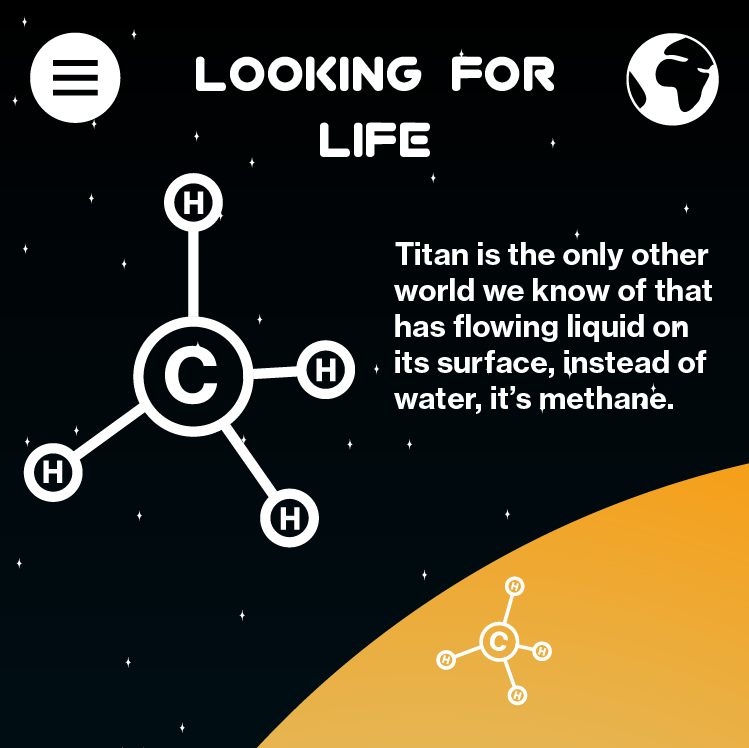 LOOKING FOR
LIFE
H
Titan is the only other
world we know of that
has flowing liquid on
its surface, instead of
water, it’s methane.
C
H
H
H
H
C
H
H
H